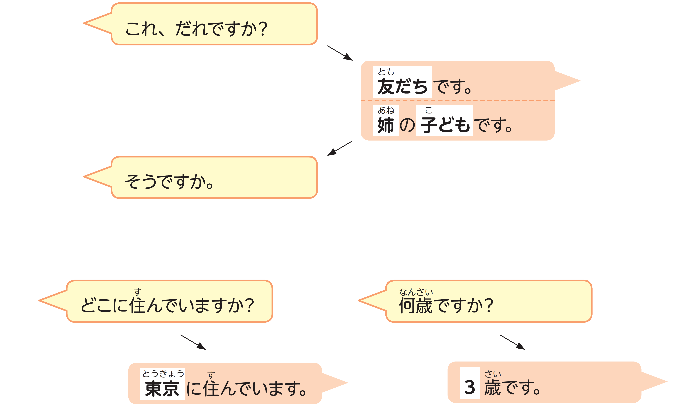 これ、だれですか?
友だちです。
姉の子どもです。
そうですか。
どこに住んでいますか?
何歳ですか?
東京に住んでいます。
3歳です。